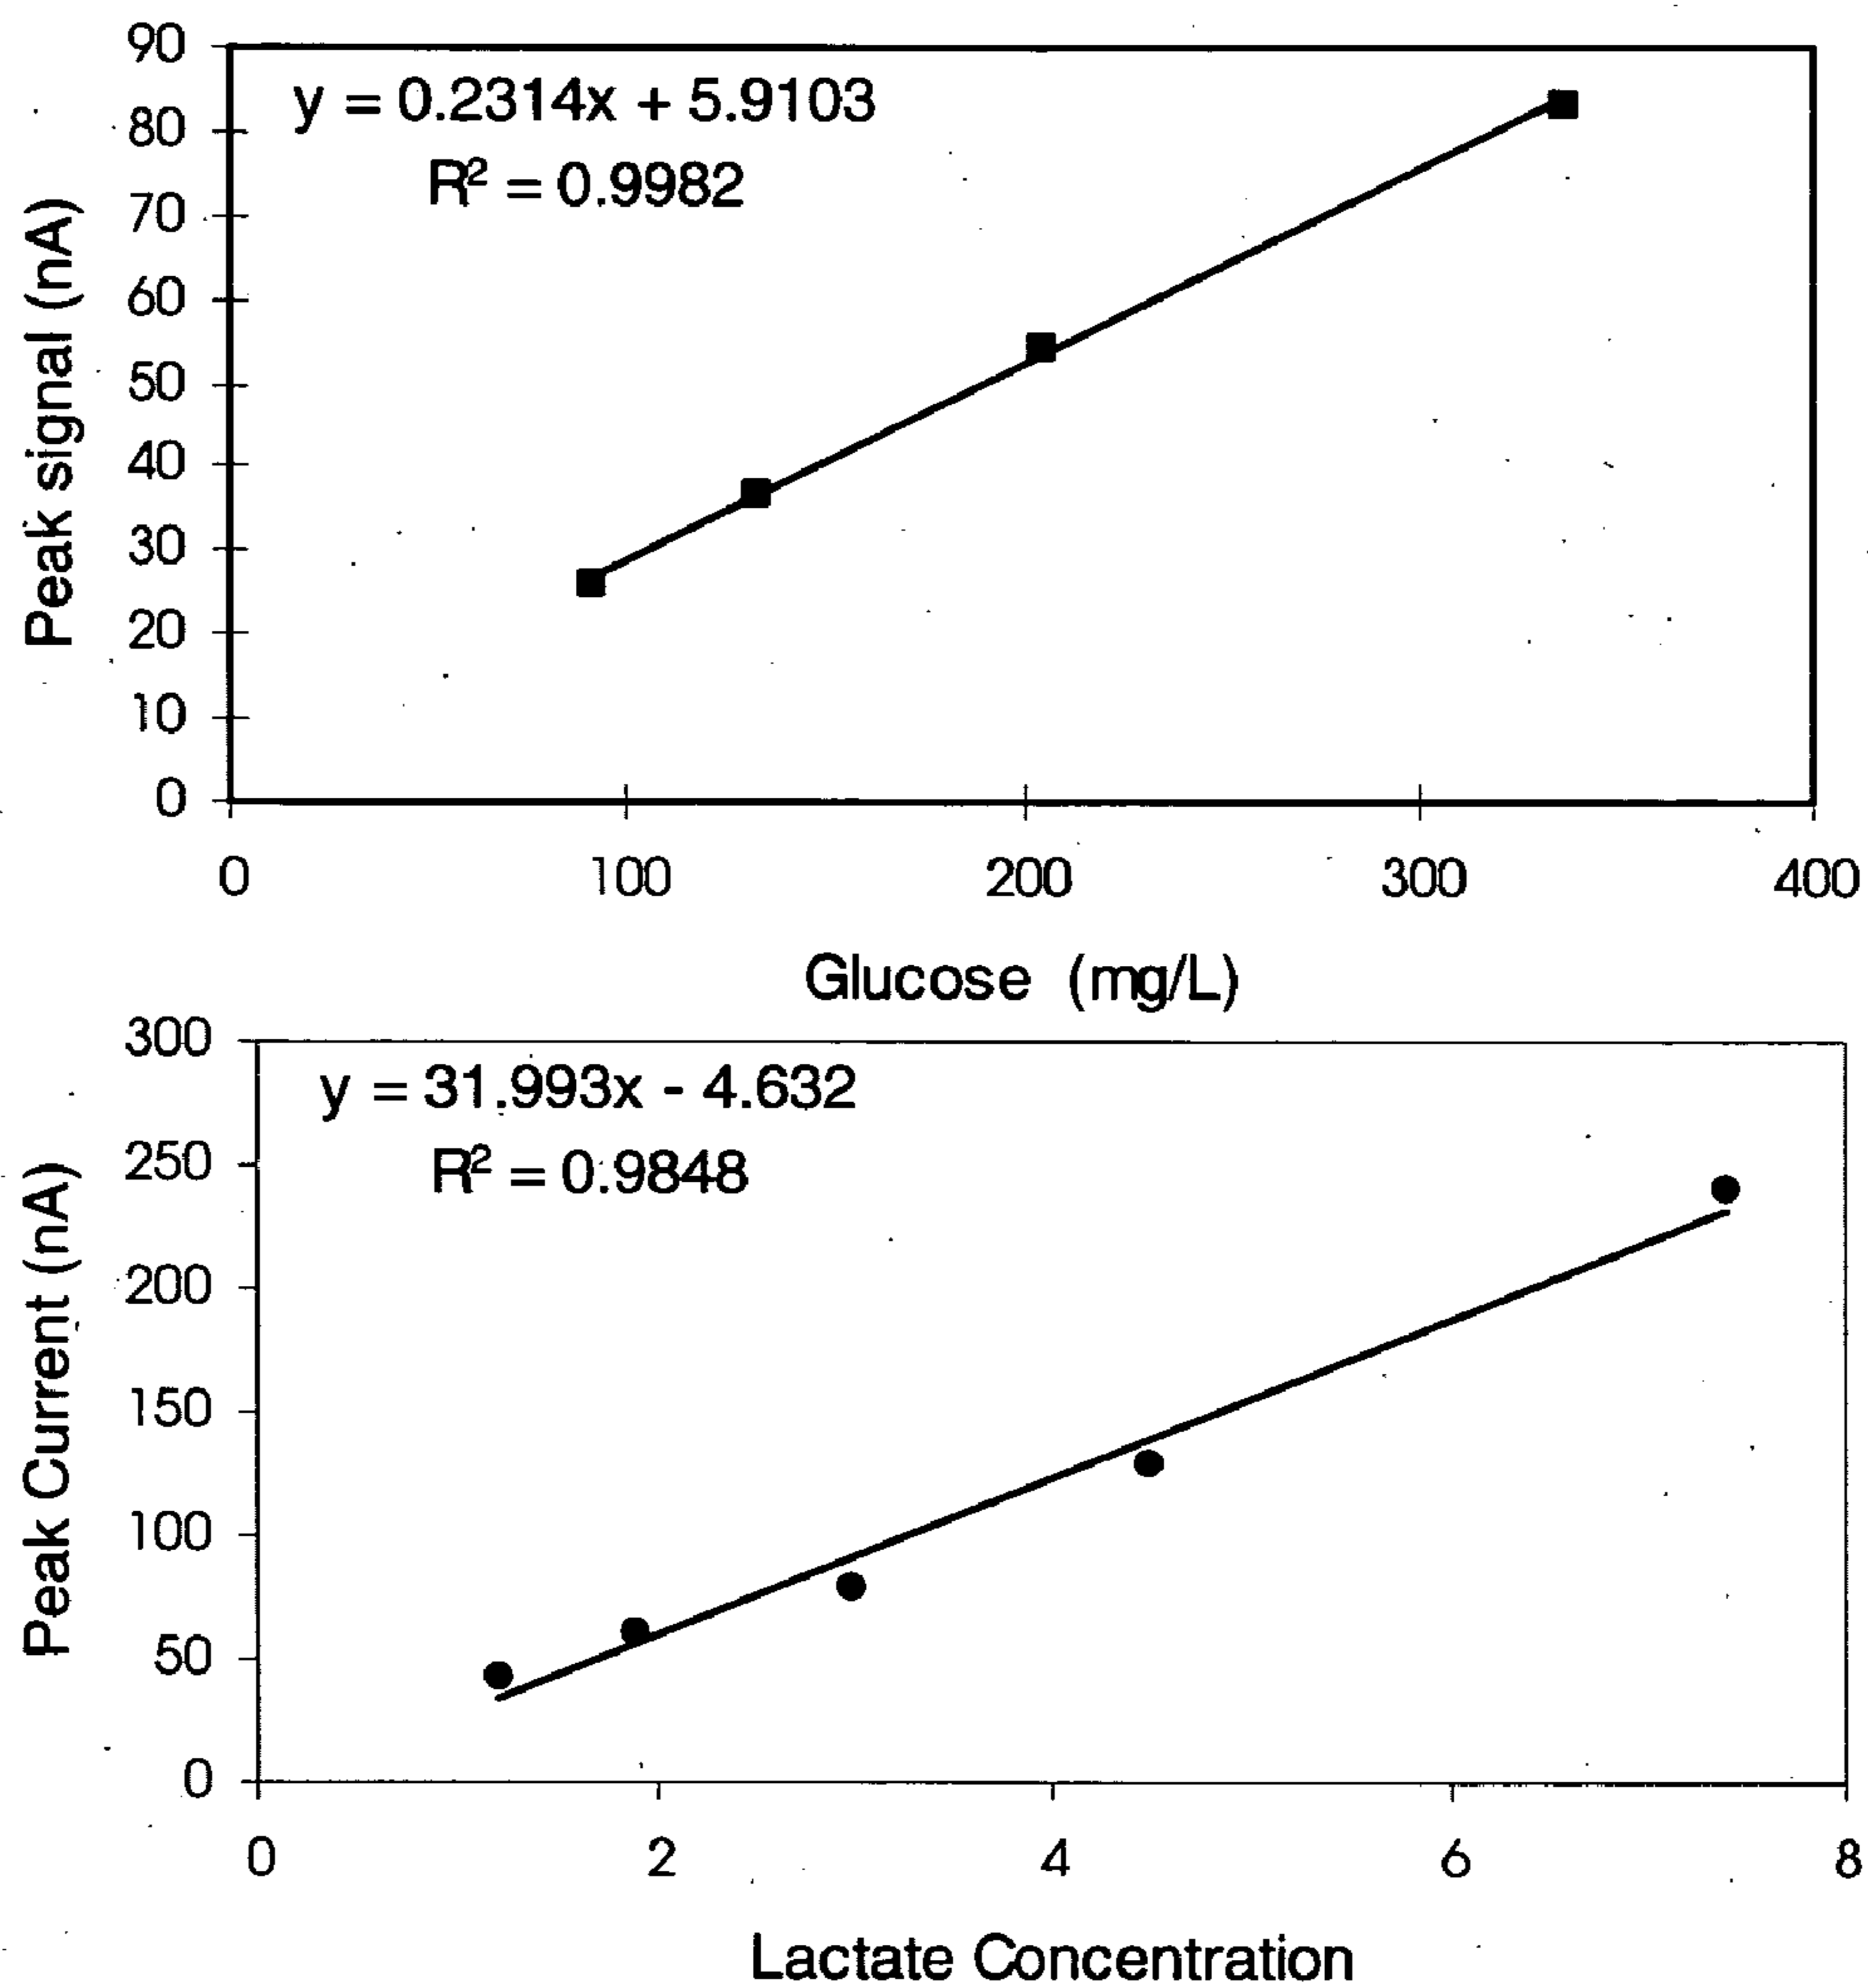 90
y = 0.2314x + 5.9103
80
R² = 0.9982
70
60
50
40
30
20
10
0
Peak signal (nA)
0 100 200 300 400
Glucose (mg/L)
300
y = 31.993x - 4.632
250
R² = 0.9848
200
150
100
50
0
Peak Current (nA)
0 2 4 6 8
Lactate Concentration